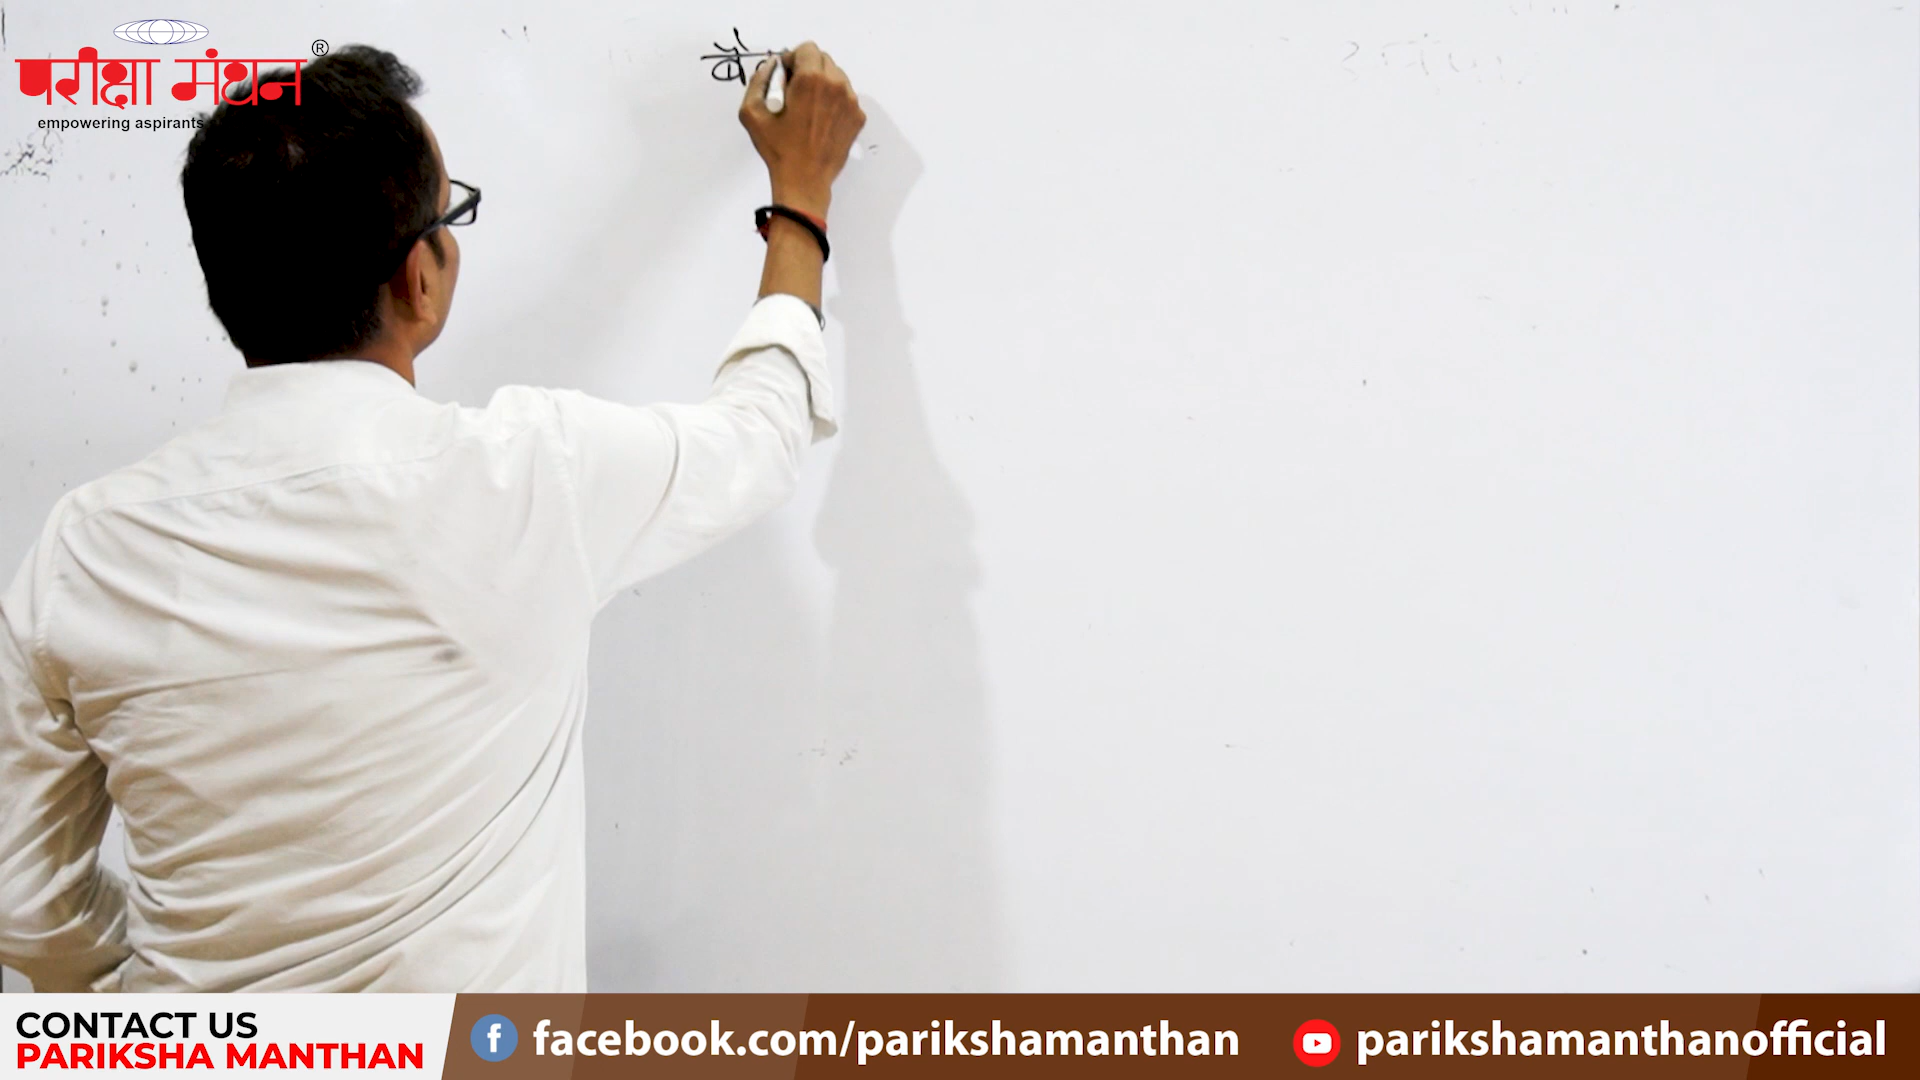 परीक्षा मंथन ®
empowering aspirants
CONTACT US
PARIKSHA MANTHAN
facebook.com/parikshamanthan
parikshamanthanofficial